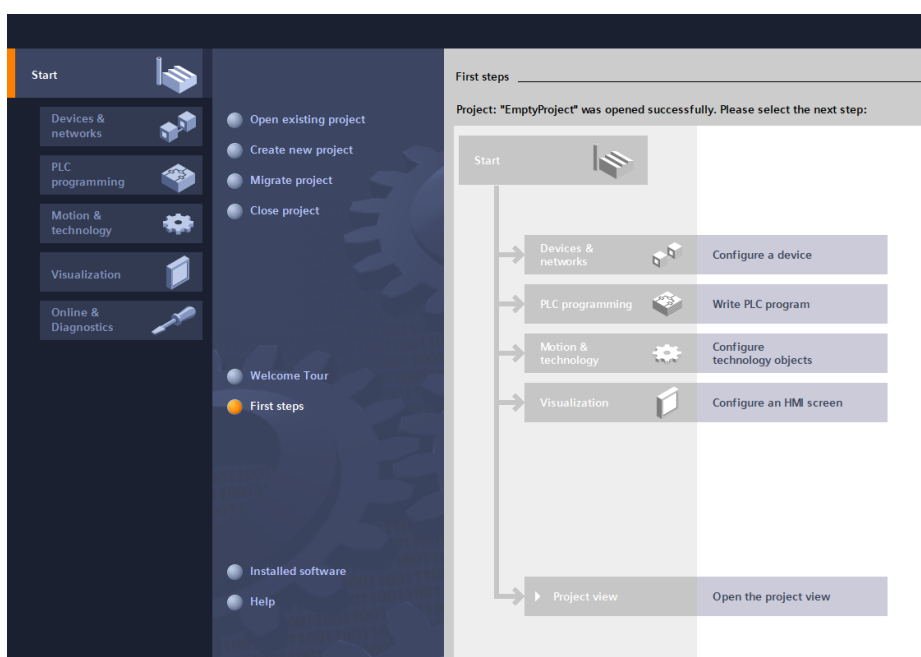 Start
Devices &
networks
PLC
programming
Motion &
technology
Visualization
Online &
Diagnostics
Open existing project
Create new project
Migrate project
Close project
Welcome Tour
First steps
Installed software
Help
First steps
Project: "EmptyProject" was opened successfully. Please select the next step:
Start
Devices &
networks
Configure a device
PLC programming
Write PLC program
Motion &
technology
Configure
technology objects
Visualization
Configure an HMI screen
Project view
Open the project view